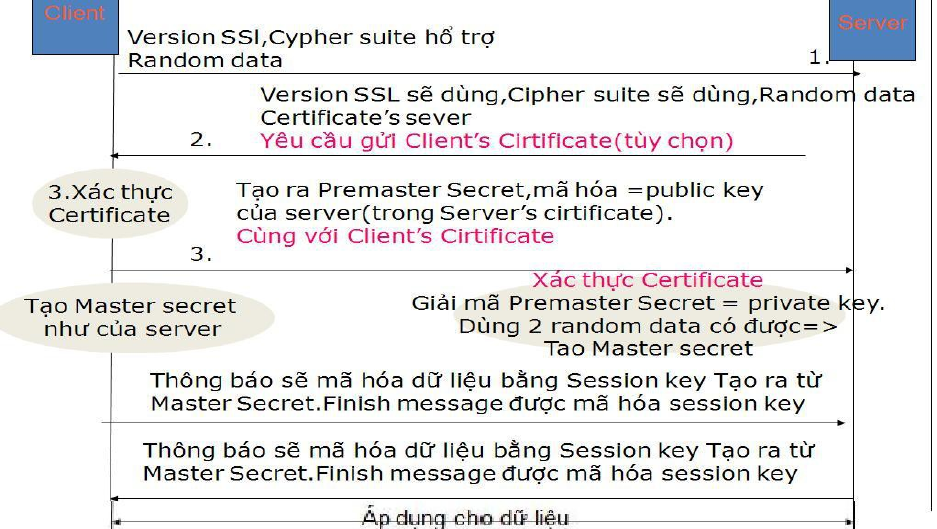 Client
Server
Version SSl,Cypher suite hổ trợ
Random data
1.
Version SSL sẽ dùng,Cipher suite sẽ dùng,Random data
Certificate's sever
2.
Yêu cầu gửi Client's Cirtificate(tùy chọn)
3.Xác thực
Certificate
Tạo ra Premaster Secret,mã hóa =public key
của server(trong Server's cirtificate).
Cùng với Client's Cirtificate
3.
Xác thực Certificate
Giải mã Premaster Secret = private key.
Dùng 2 random data có được=>
Tao Master secret
Tạo Master secret
như của server
Thông báo sẽ mã hóa dữ liệu bằng Session key Tạo ra từ
Master Secret.Finish message được mã hóa session key
Thông báo sẽ mã hóa dữ liệu bằng Session key Tạo ra từ
Master Secret.Finish message được mã hóa session key
Áp dụng cho dữ liệu